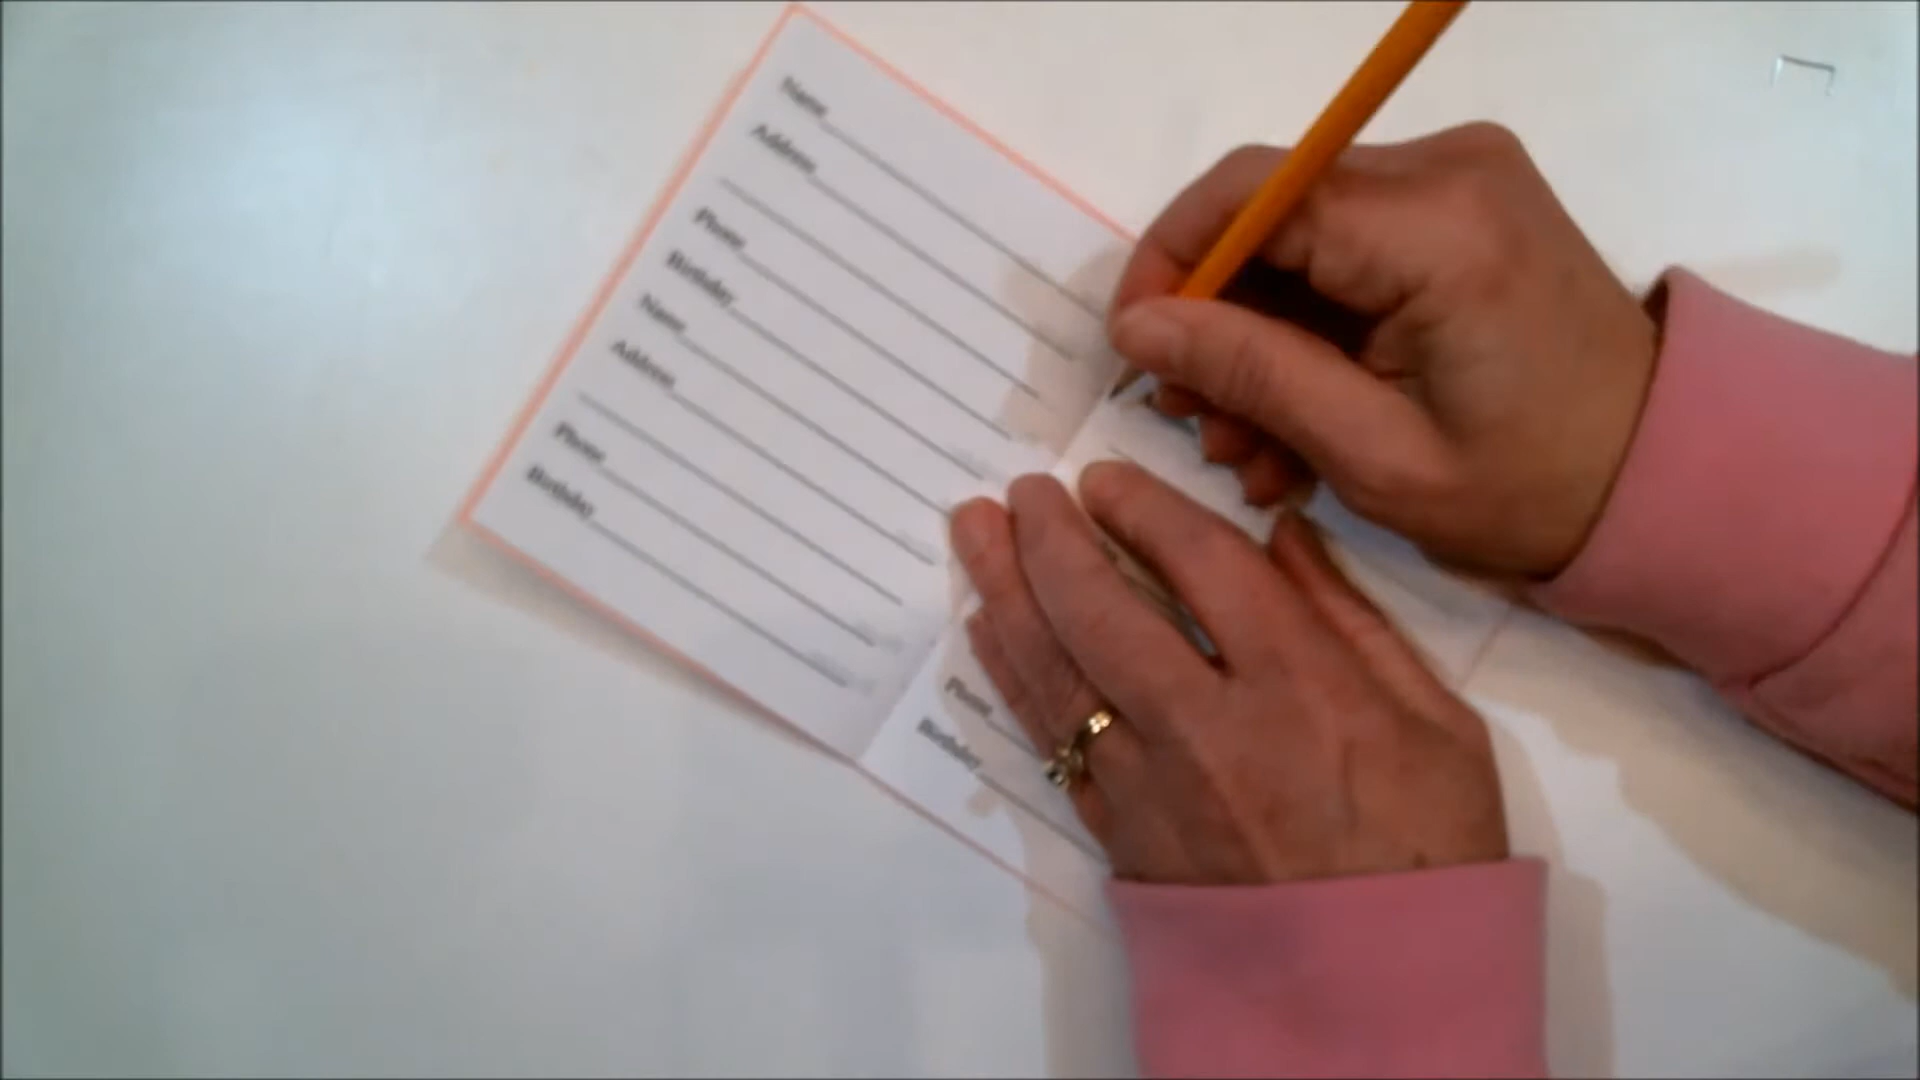 Name
Address
Phone
Birthday
Name
Address
Phone
Birthday
Phone
Birthday